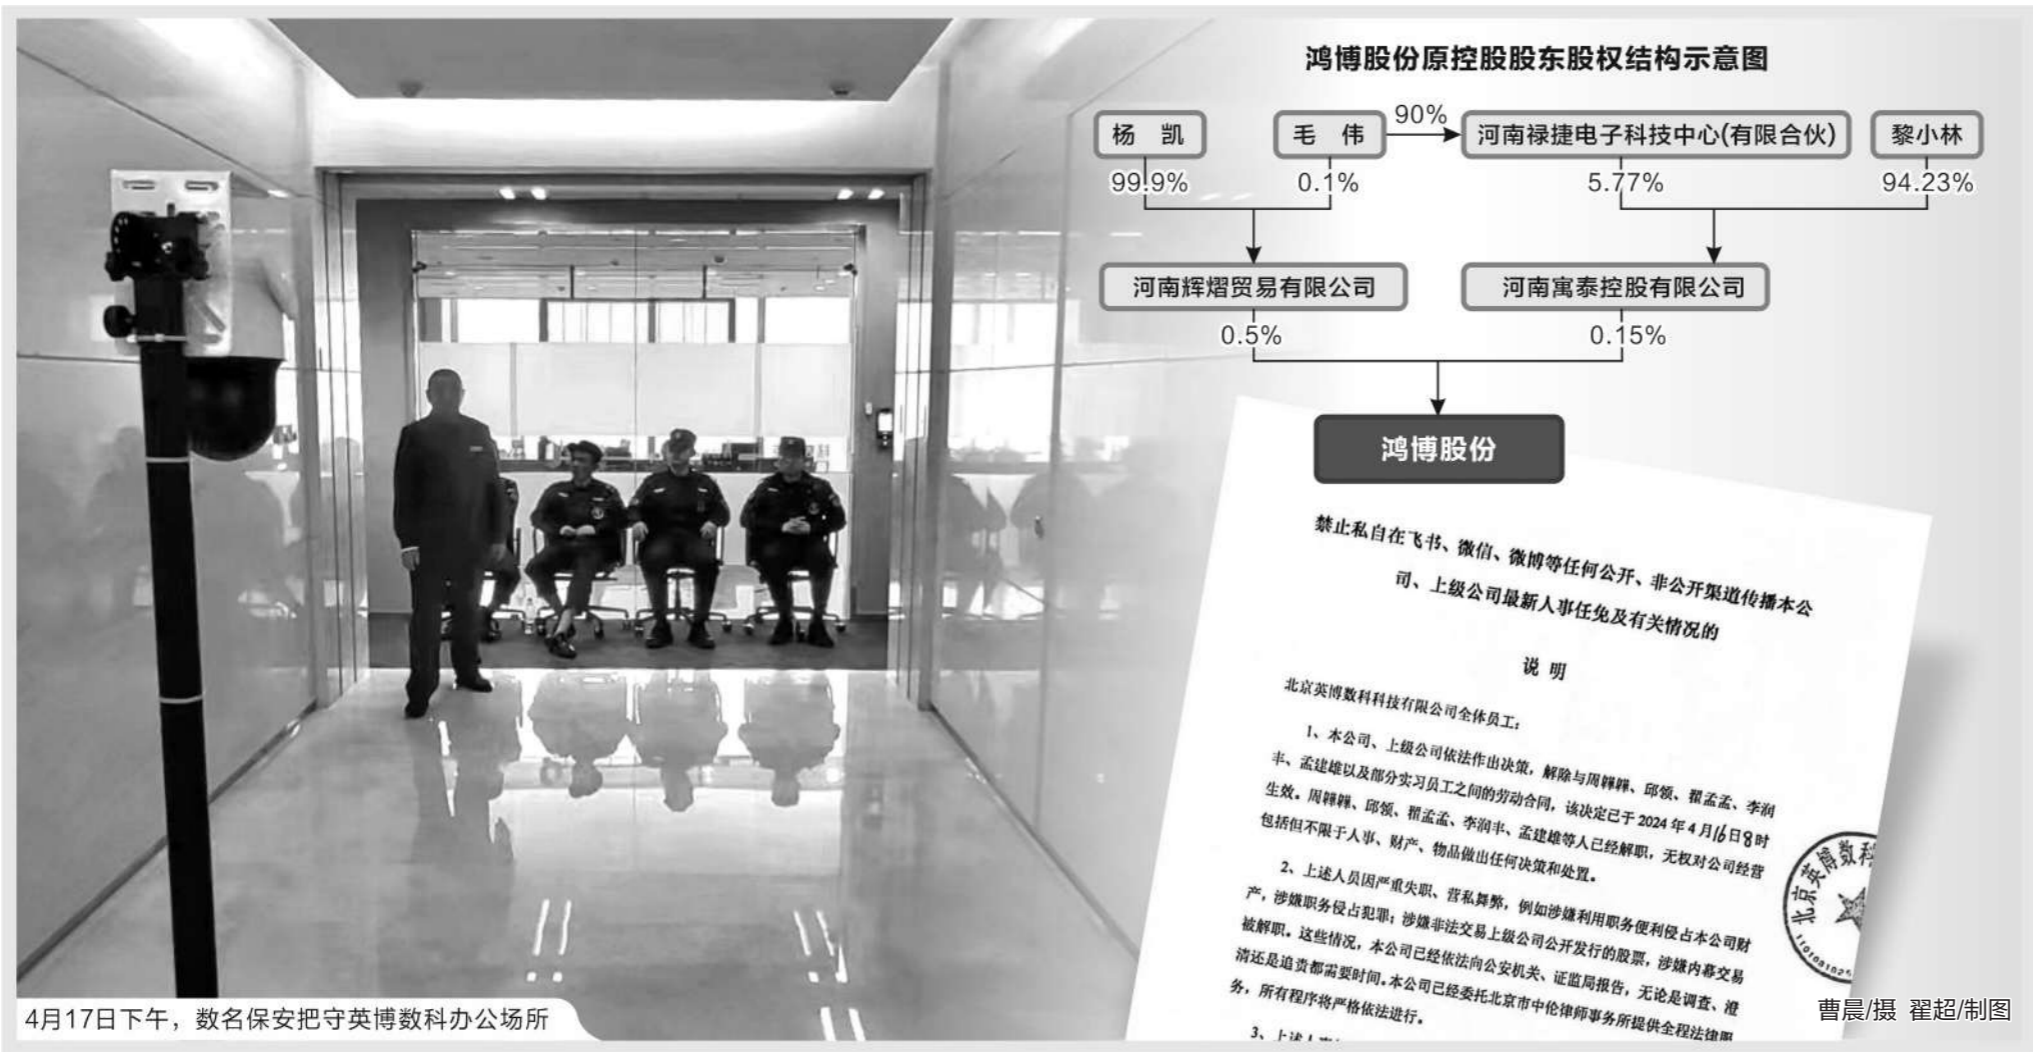 鸿博股份原控股股东股权结构示意图
杨 凯
毛 伟
90%
河南禄捷电子科技中心(有限合伙)
黎小林
99.9%
0.1%
5.77%
94.23%
河南辉熠贸易有限公司
河南寓泰控股有限公司
0.5%
0.15%
鸿博股份
禁止私自在飞书、微信、微博等任何公开、非公开渠道传播本公
司、上级公司最新人事任免及有关情况的
说 明
北京英博数科科技有限公司全体员工：
1、本公司、上级公司依法作出决策，解除与周韡韡、邱领、翟孟孟、李润
丰、孟建雄以及部分实习员工之间的劳动合同，该决定已于 2024 年 4 月16日8时
生效。周韡韡、邱领、翟孟孟、李润丰、孟建雄等人已经解职，无权对公司经营
包括但不限于人事、财产、物品做出任何决策和处置。
2、上述人员因严重失职、营私舞弊，例如涉嫌利用职务便利侵占本公司财
产，涉嫌职务侵占犯罪；涉嫌非法交易上级公司公开发行的股票，涉嫌内幕交易
被解职。这些情况，本公司已经依法向公安机关、证监局报告，无论是调查、澄
清还是追责都需要时间。本公司已经委托北京市中伦律师事务所提供全程法律服
务，所有程序将严格依法进行。
3、上述人
北京英博数科
4月17日下午，数名保安把守英博数科办公场所
曹晨/摄 翟超/制图